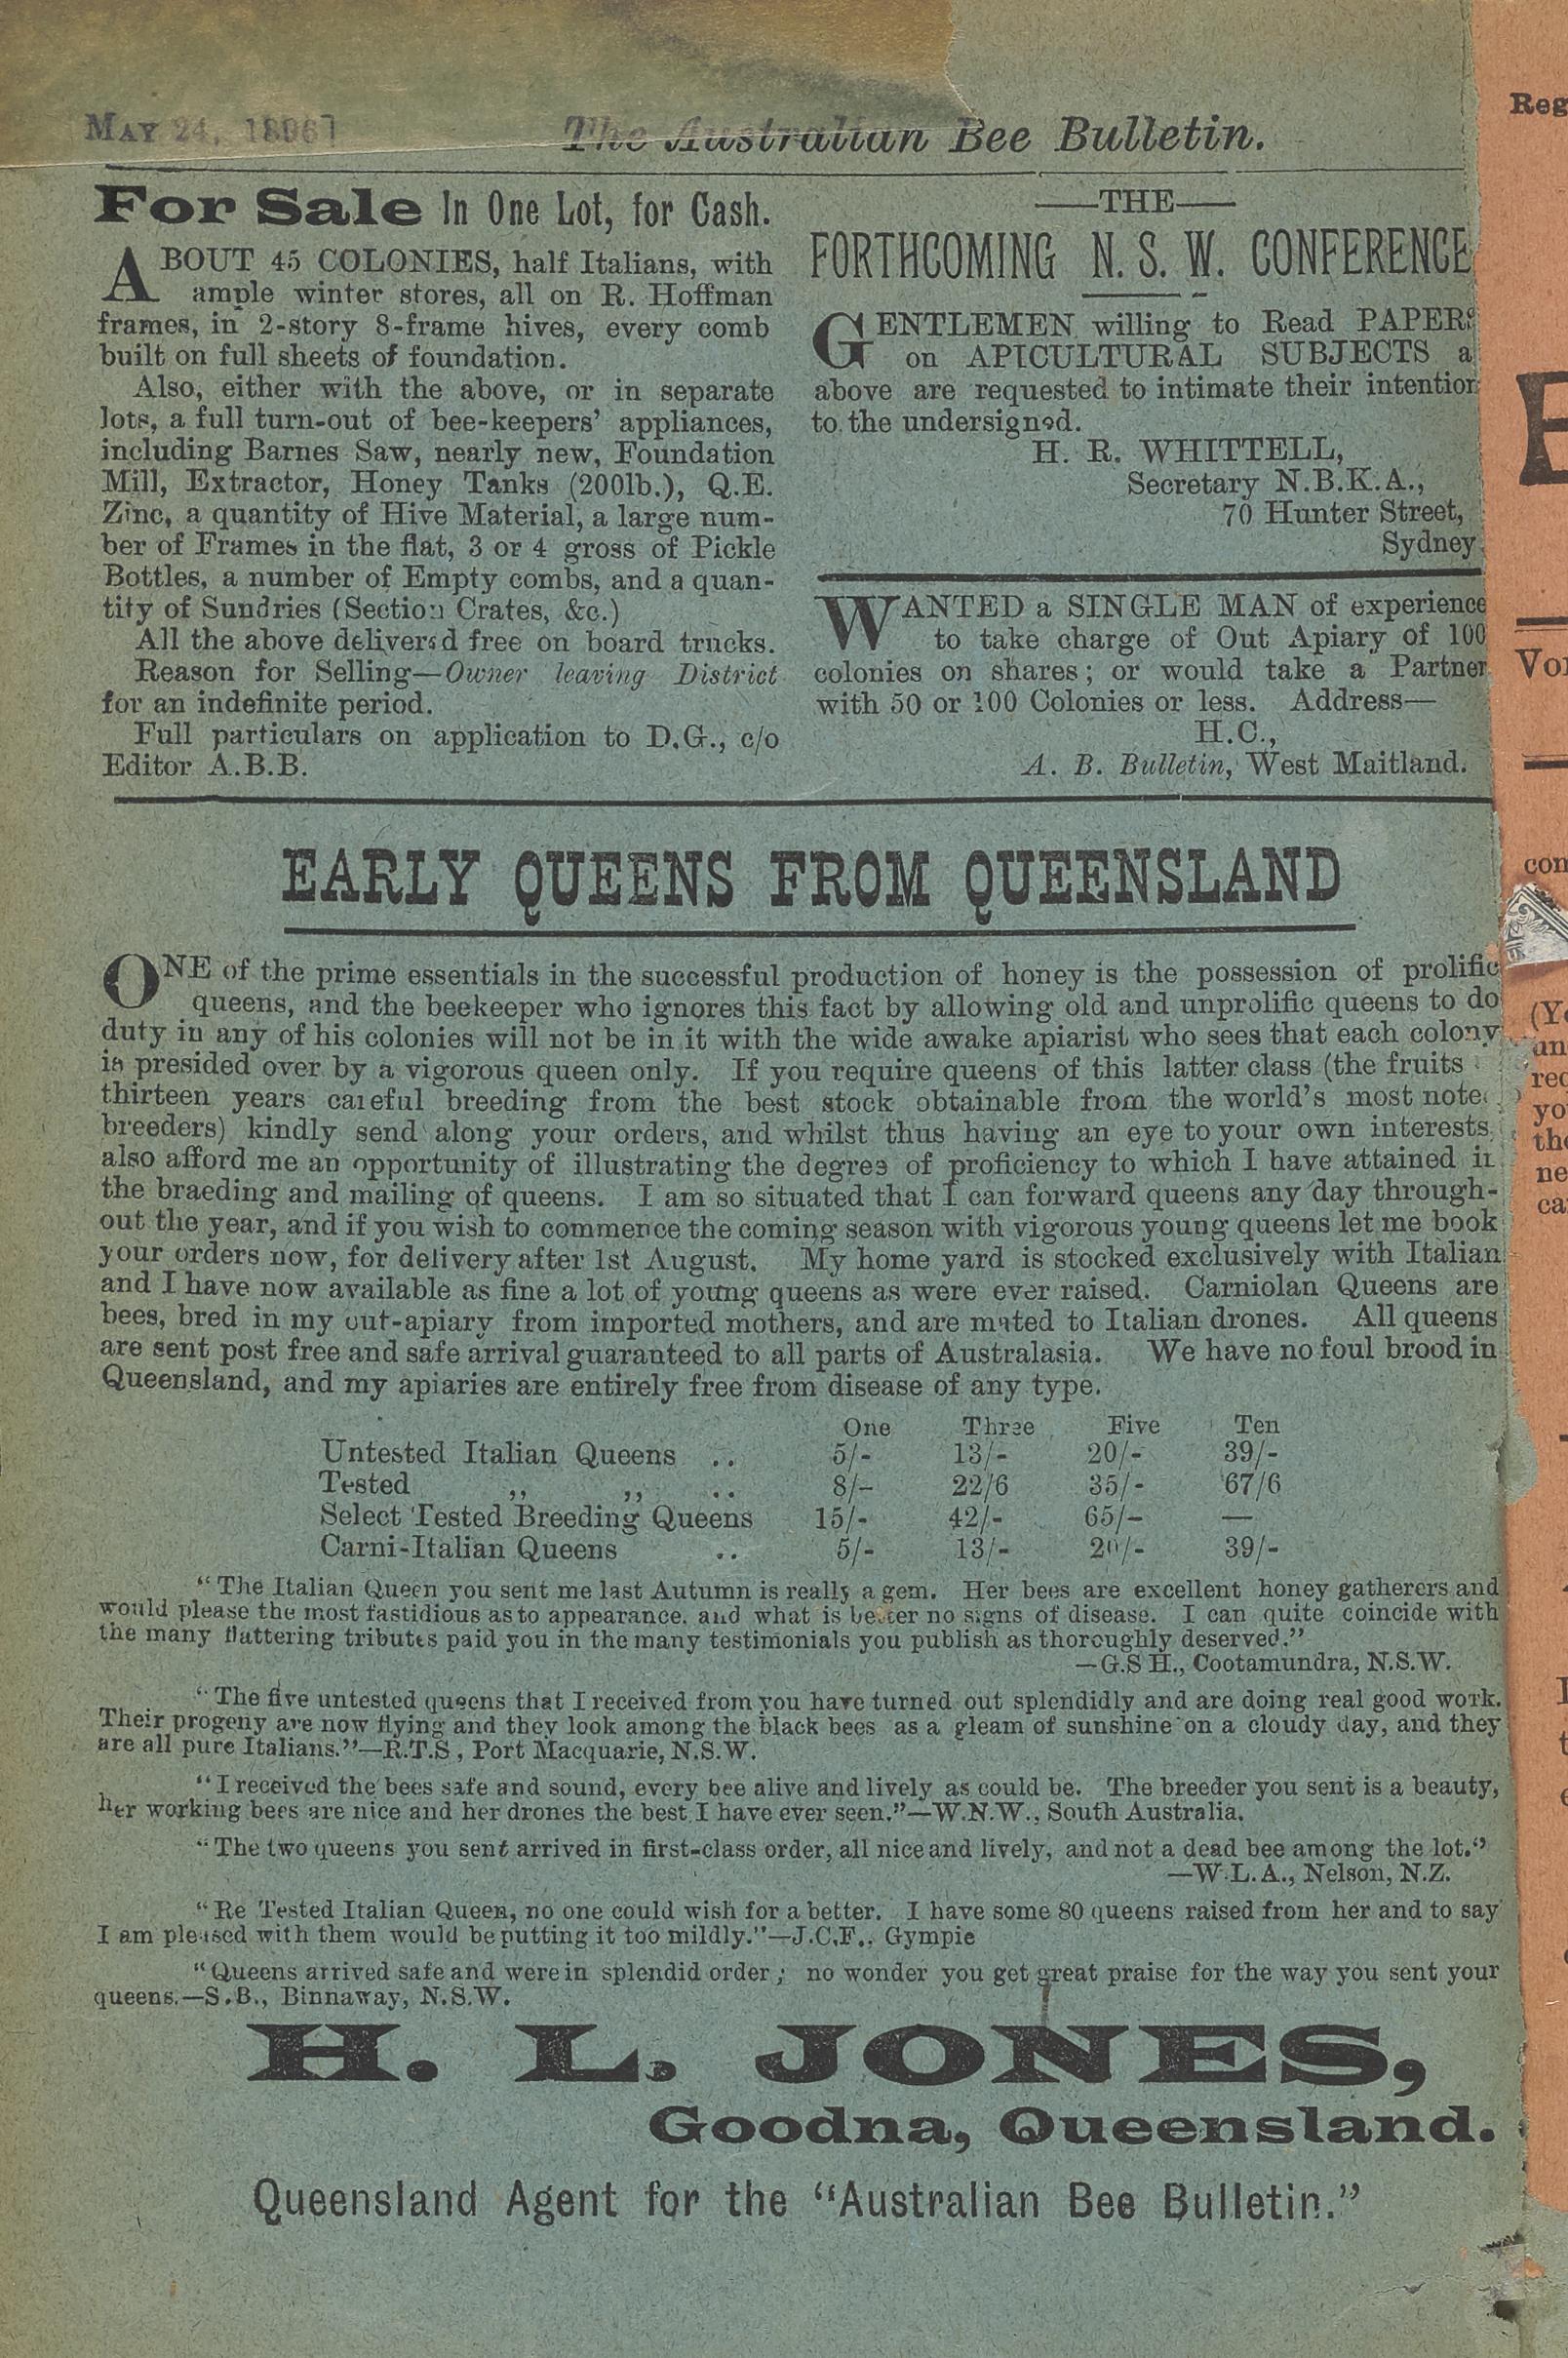 MAY 24, 1896]
The Australian Bee Bulletin.
For Sale In One Lot, for Cash.
ABOUT 45 COLONIES, half Italians, with
ample winter stores, all on R. Hoffman
frames, in 2-story 8-frame hives, every comb
built on full sheets of foundation.
Also, either with the above, or in separate
lots, a full turn-out of bee-keepers' appliances,
including Barnes Saw, nearly new, Foundation
Mill, Extractor, Honey Tanks (200lb.), Q.E.
Zinc, a quantity of Hive Material, a large num-
ber of Frames in the flat, 3 or 4 gross of Pickle
Bottles, a number of Empty combs, and a quan-
tity of Sundries (Section Crates, &c.)
All the above delivered free on board trucks.
Reason for Selling—Owner leaving District
for an indefinite period.
Full particulars on application to D.G., c/o
Editor A.B.B.
—THE—
FORTHCOMING N. S. W. CONFERENCE
GENTLEMEN willing to Read PAPERS
on APICULTURAL SUBJECTS a
above are requested to intimate their intention
to the undersigned.
H. R. WHITTELL,
Secretary N.B.K.A.,
70 Hunter Street,
Sydney.
WANTED a SINGLE MAN of experience
to take charge of Out Apiary of 100
colonies on shares; or would take a Partner
with 50 or 100 Colonies or less. Address—
H.C.,
A. B. Bulletin, West Maitland.
EARLY QUEENS FROM QUEENSLAND
ONE of the prime essentials in the successful production of honey is the possession of prolific
queens, and the beekeeper who ignores this fact by allowing old and unprolific queens to do
duty in any of his colonies will not be in it with the wide awake apiarist who sees that each colony
is presided over by a vigorous queen only. If you require queens of this latter class (the fruits
thirteen years careful breeding from the best stock obtainable from the world's most note
breeders) kindly send along your orders, and whilst thus having an eye to your own interests,
also afford me an opportunity of illustrating the degree of proficiency to which I have attained in
the braeding and mailing of queens. I am so situated that I can forward queens any day through-
out the year, and if you wish to commence the coming season with vigorous young queens let me book
your orders now, for delivery after 1st August. My home yard is stocked exclusively with Italian
and I have now available as fine a lot of young queens as were ever raised. Carniolan Queens are
bees, bred in my out-apiary from imported mothers, and are mated to Italian drones. All queens
are sent post free and safe arrival guaranteed to all parts of Australasia. We have no foul brood in
Queensland, and my apiaries are entirely free from disease of any type.
One Three Five Ten
Untested Italian Queens .. 5/- 13/- 20/- 39/-
Tested ,, ,, .. 8/- 22/6 35/- 67/6
Select Tested Breeding Queens 15/- 42/- 65/- —
Carni-Italian Queens .. 5/- 13/- 20/- 39/-
"The Italian Queen you sent me last Autumn is really a gem. Her bees are excellent honey gatherers and
would please the most fastidious as to appearance, and what is better no signs of disease. I can quite coincide with
the many flattering tributes paid you in the many testimonials you publish as thoroughly deserved."
—G.S H., Cootamundra, N.S.W.
"The five untested queens that I received from you have turned out splendidly and are doing real good work.
Their progeny are now flying and they look among the black bees as a gleam of sunshine on a cloudy day, and they
are all pure Italians."—R.T.S , Port Macquarie, N.S.W.
"I received the bees safe and sound, every bee alive and lively as could be. The breeder you sent is a beauty,
her working bees are nice and her drones the best I have ever seen."—W.N.W., South Australia.
"The two queens you sent arrived in first-class order, all nice and lively, and not a dead bee among the lot."
—W.L.A., Nelson, N.Z.
"Re Tested Italian Queen, no one could wish for a better. I have some 80 queens raised from her and to say
I am pleased with them would be putting it too mildly."—J.C.F., Gympie
"Queens arrived safe and were in splendid order; no wonder you get great praise for the way you sent your
queens.—S.B., Binnaway, N.S.W.
H. L. JONES,
Goodna, Queensland.
Queensland Agent for the "Australian Bee Bulletin."